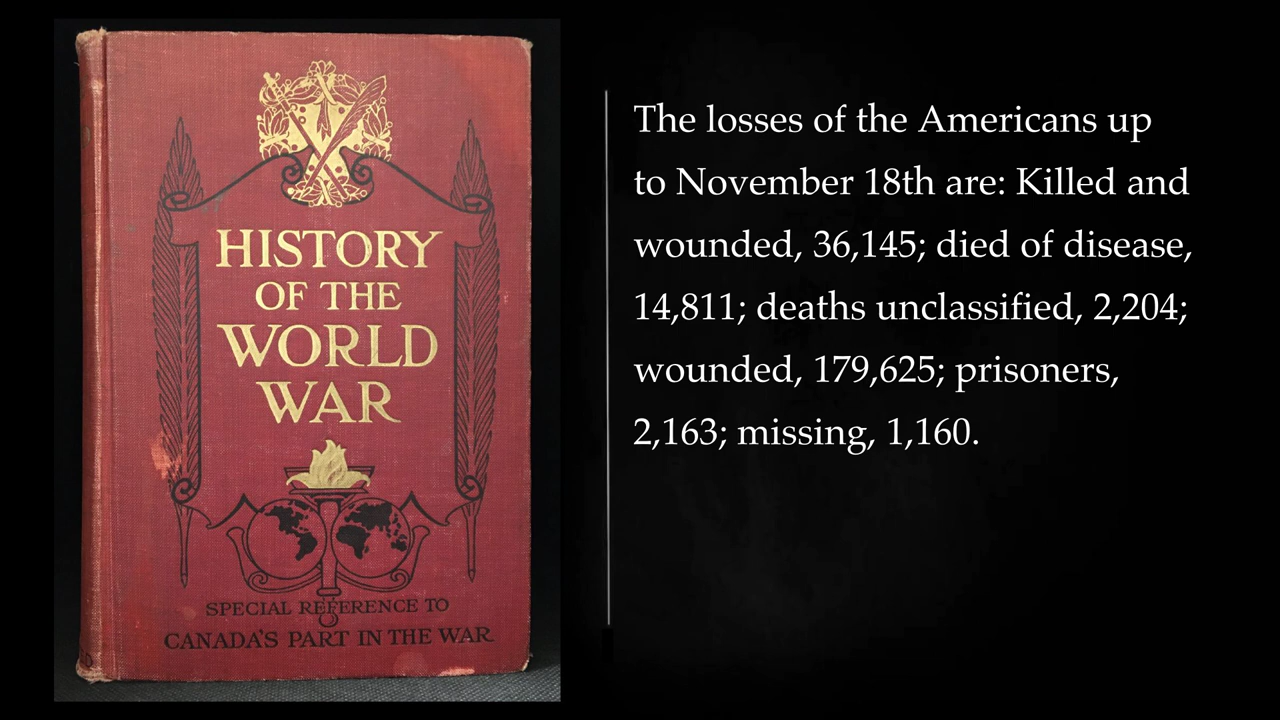 HISTORY
OF THE
WORLD
WAR
SPECIAL REFERENCE TO
CANADA'S PART IN THE WAR
The losses of the Americans up
to November 18th are: Killed and
wounded, 36,145; died of disease,
14,811; deaths unclassified, 2,204;
wounded, 179,625; prisoners,
2,163; missing, 1,160.